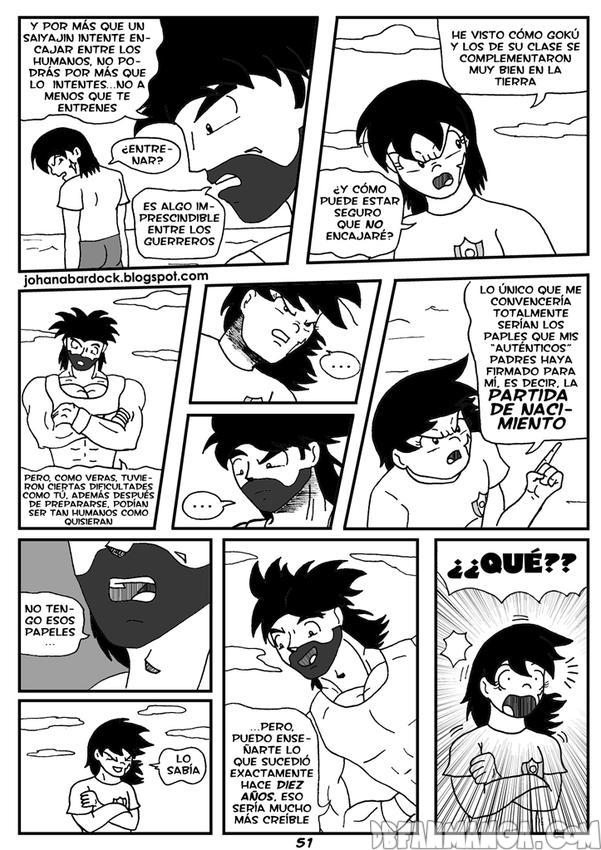 Y POR MÁS QUE UN
SAIYAJIN INTENTE EN-
CAJAR ENTRE LOS
HUMANOS, NO PO-
DRÁS POR MÁS QUE
LO INTENTES...NO A
MENOS QUE TE
ENTRENES
¿ENTRE-
NAR?
ES ALGO IM-
PRESCINDIBLE
ENTRE LOS
GUERREROS
HE VISTO CÓMO GOKÚ
Y LOS DE SU CLASE SE
COMPLEMENTARON
MUY BIEN EN LA
TIERRA
¿Y CÓMO
PUEDE ESTAR
SEGURO
QUE NO
ENCAJARÉ?
johanabardock.blogspot.com
PERO, COMO VERAS, TUVIE-
RON CIERTAS DIFICULTADES
COMO TÚ, ADEMÁS DESPUÉS
DE PREPARARSE, PODÍAN
SER TAN HUMANOS COMO
QUISIERAN
...
...
LO ÚNICO QUE ME
CONVENCERÍA
TOTALMENTE
SERÍAN LOS
PAPLES QUE MIS
"AUTÉNTICOS"
PADRES HAYA
FIRMADO PARA
MÍ, ES DECIR, LA
PARTIDA
DE NACI-
MIENTO
NO TEN-
GO ESOS
PAPELES
...
LO
SABÍA
...PERO,
PUEDO ENSE-
ÑARTE LO QUE
SUCEDIÓ
EXACTAMENTE
HACE DIEZ
AÑOS, ESO
SERÍA MUCHO
MÁS CREÍBLE
¿¿QUÉ??
51
DBFANMANGA.COM